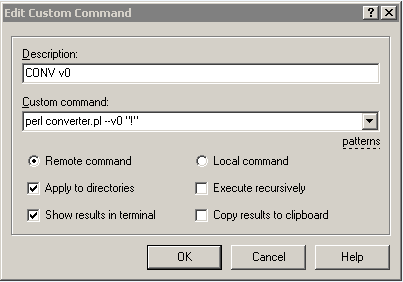 Edit Custom Command
Description:
CONV v0
Custom command:
perl converter.pl --v0 "!"
patterns
Remote command Local command
Apply to directories Execute recursively
Show results in terminal Copy results to clipboard
OK Cancel Help